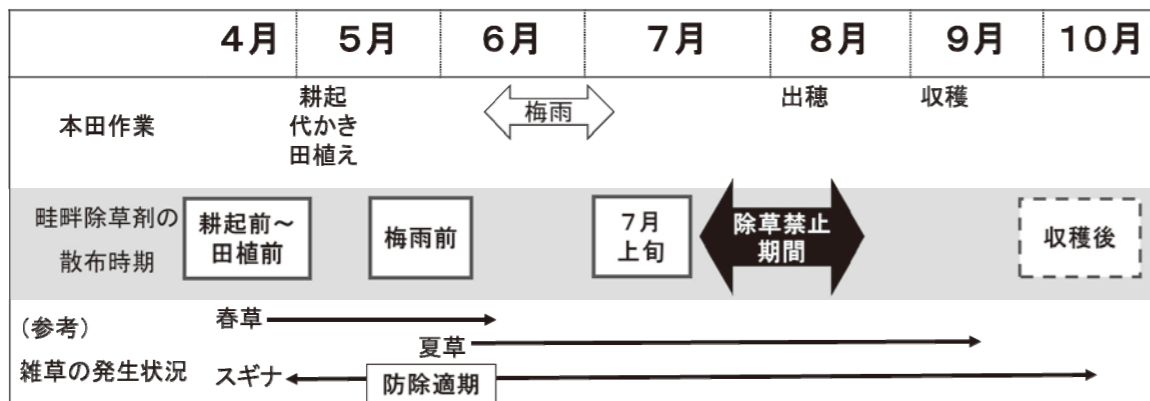 4月 5月 6月 7月 8月 9月 10月
本田作業
耕起
代かき
田植え
梅雨
出穂
収穫
畦畔除草剤の
散布時期
耕起前～
田植前
梅雨前
7月
上旬
除草禁止
期間
収穫後
(参考)
雑草の発生状況
春草
夏草
スギナ
防除適期